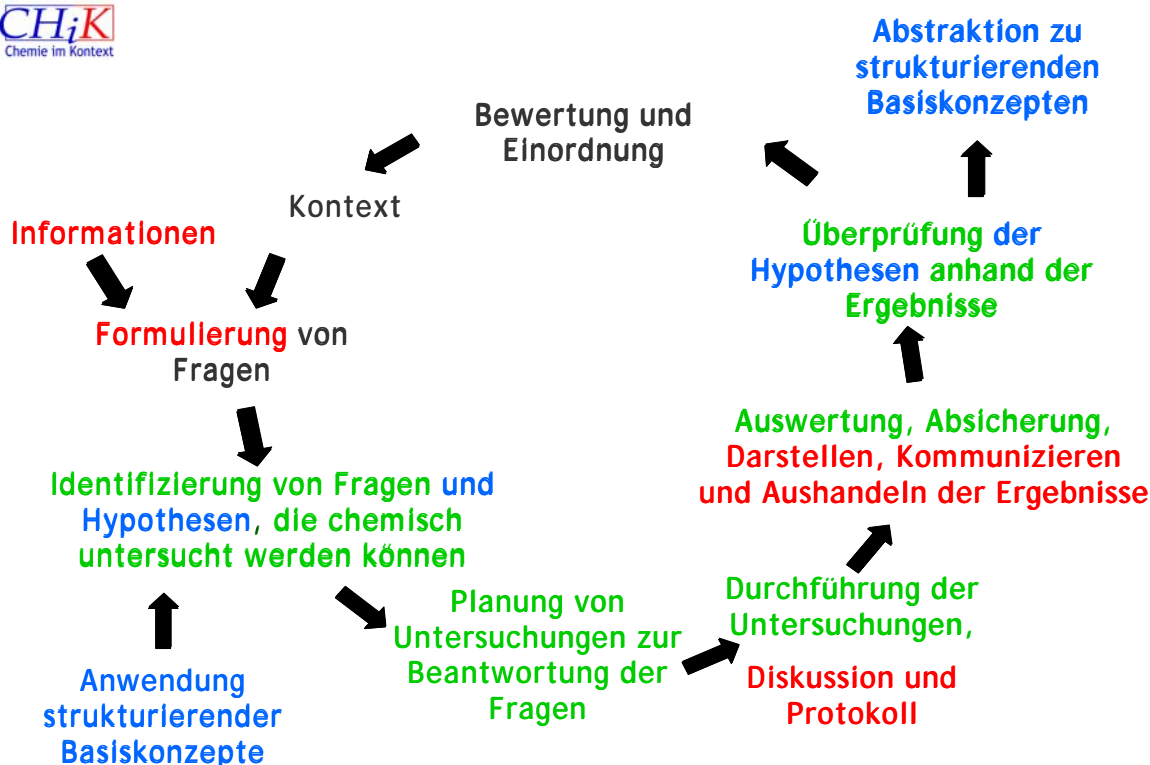 CHiK
Chemie im Kontext
Abstraktion zu
strukturierenden
Basiskonzepten
Bewertung und
Einordnung
Kontext
Informationen
Formulierung von
Fragen
Überprüfung der
Hypothesen anhand der
Ergebnisse
Auswertung, Absicherung,
Darstellen, Kommunizieren
und Aushandeln der Ergebnisse
Identifizierung von Fragen und
Hypothesen, die chemisch
untersucht werden können
Planung von
Untersuchungen zur
Beantwortung der
Fragen
Durchführung der
Untersuchungen,
Diskussion und
Protokoll
Anwendung
strukturierender
Basiskonzepte